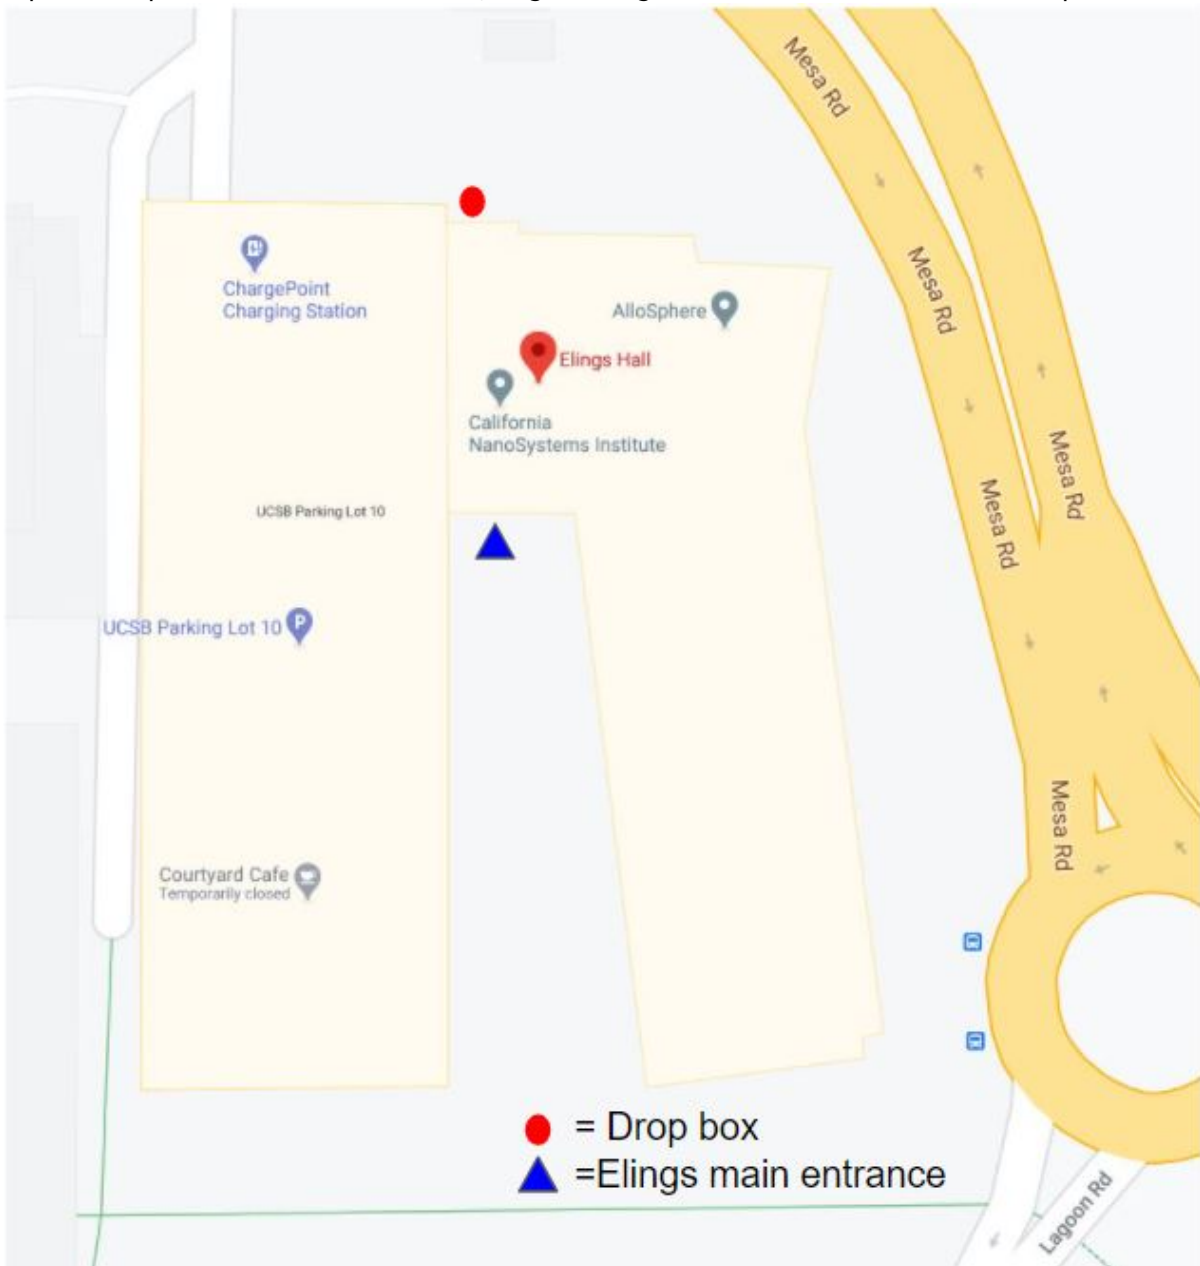 Mesa Rd
ChargePoint
Charging Station
AlloSphere
Mesa Rd
Elings Hall
California
NanoSystems Institute
Mesa Rd
UCSB Parking Lot 10
Mesa Rd
UCSB Parking Lot 10
P
Mesa Rd
Courtyard Cafe
Temporarily closed
= Drop box
=Elings main entrance
Lagoon Rd